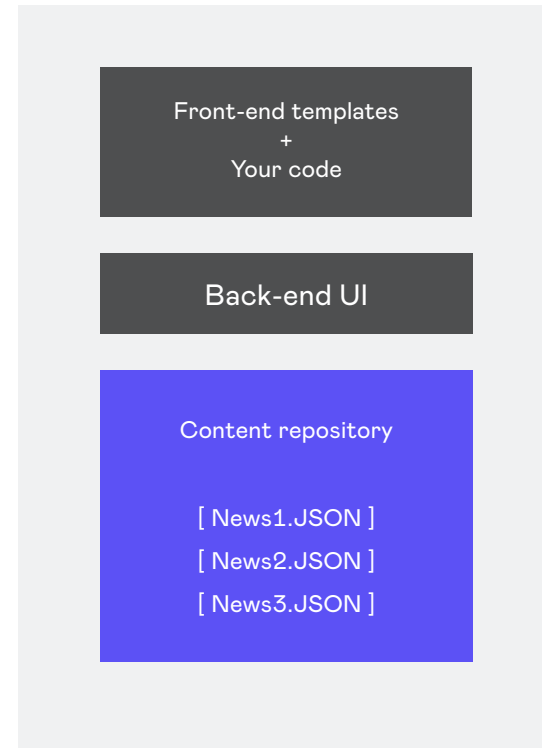 Front-end templates
+
Your code
Back-end UI
Content repository
[ News1.JSON ]
[ News2.JSON ]
[ News3.JSON ]